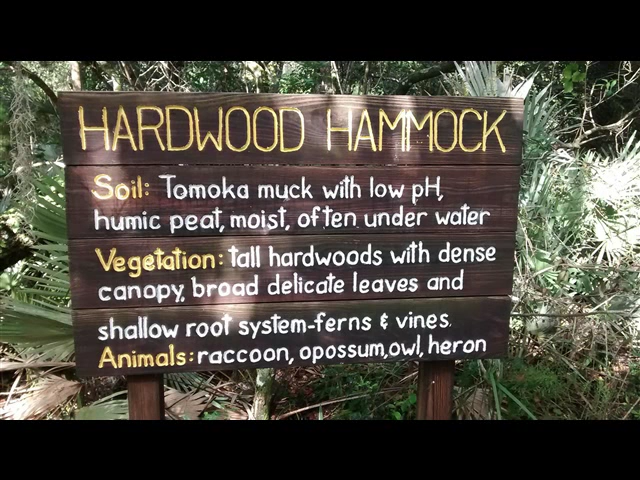 HARDWOOD HAMMOCK
Soil: Tomoka muck with low pH,
humic peat, moist, often under water
Vegetation: tall hardwoods with dense
canopy, broad delicate leaves and
shallow root system-ferns & vines.
Animals: raccoon, opossum, owl, heron